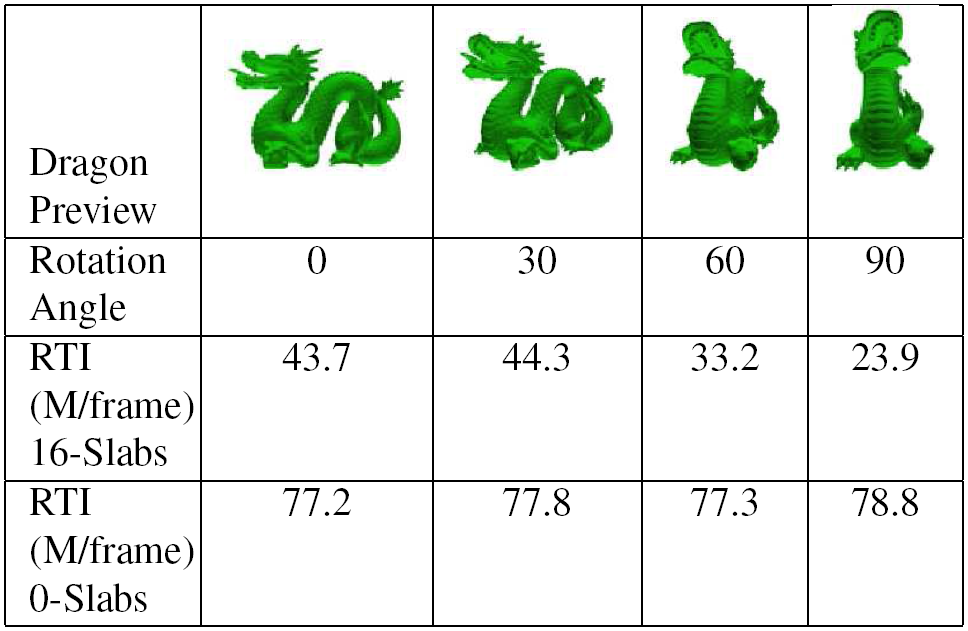 Dragon
Preview
Rotation 0 30 60 90
Angle
RTI 43.7 44.3 33.2 23.9
(M/frame)
16-Slabs
RTI 77.2 77.8 77.3 78.8
(M/frame)
0-Slabs